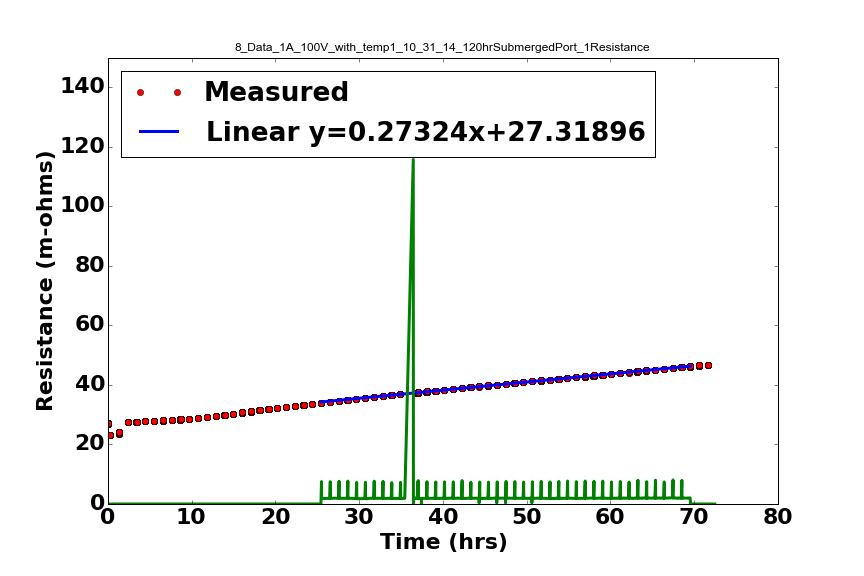 8_Data_1A_100V_with_temp1_10_31_14_120hrSubmergedPort_1Resistance
Measured
Linear y=0.27324x+27.31896
Resistance (m-ohms)
140
120
100
80
60
40
20
0
0 10 20 30 40 50 60 70 80
Time (hrs)